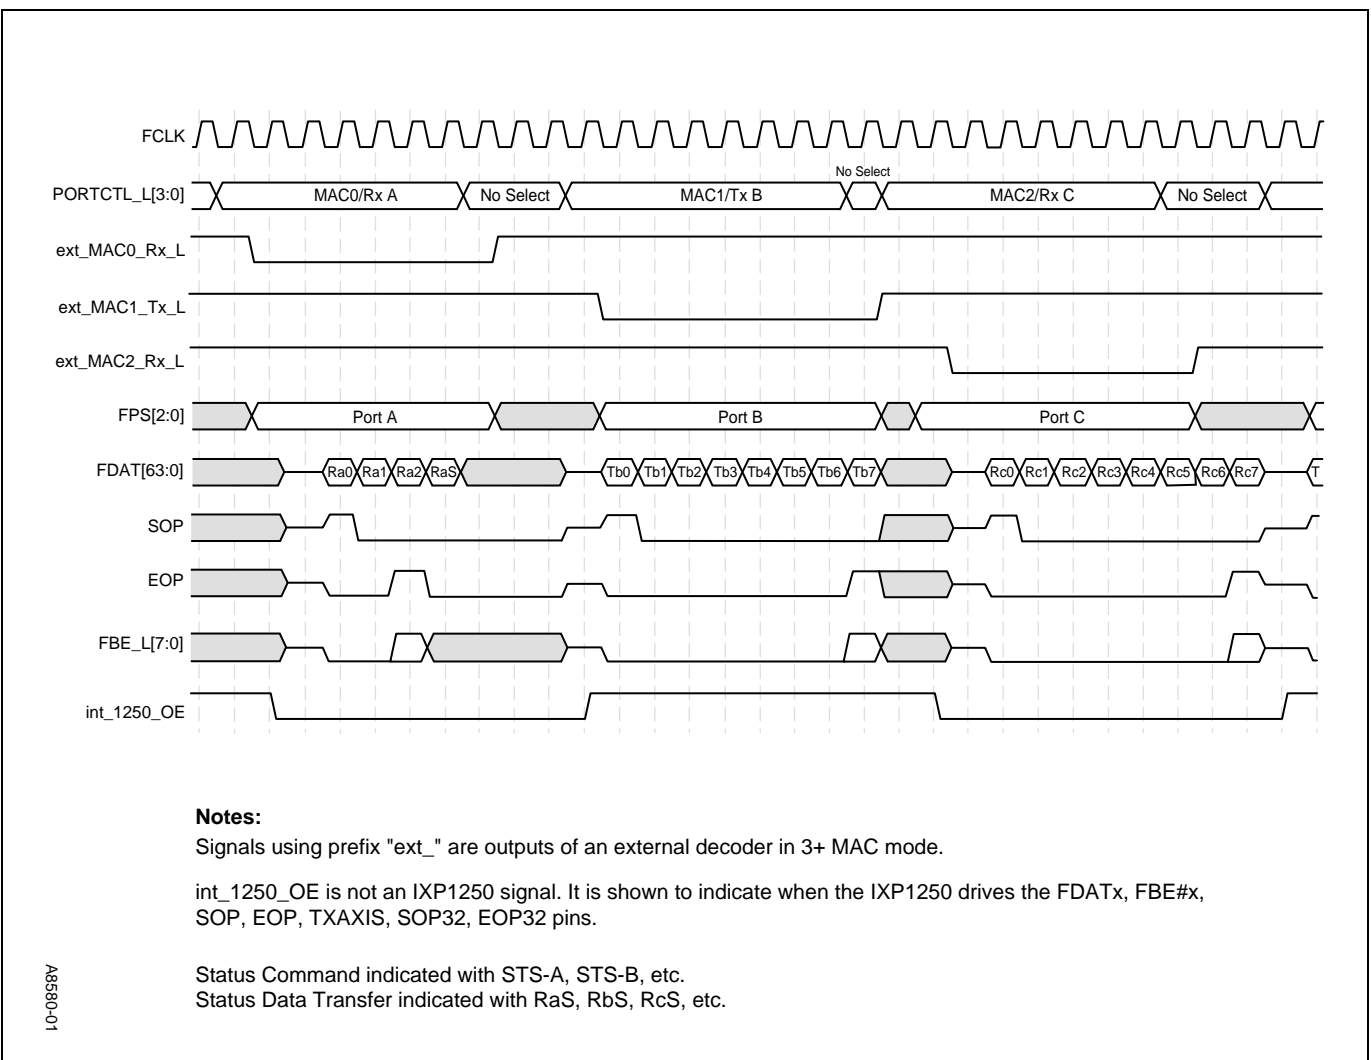 FCLK
No Select
PORTCTL_L[3:0] MAC0/Rx A No Select MAC1/Tx B MAC2/Rx C No Select
ext_MAC0_Rx_L
ext_MAC1_Tx_L
ext_MAC2_Rx_L
FPS[2:0] Port A Port B Port C
FDAT[63:0] Ra0 Ra1 Ra2 RaS Tb0 Tb1 Tb2 Tb3 Tb4 Tb5 Tb6 Tb7 Rc0 Rc1 Rc2 Rc3 Rc4 Rc5 Rc6 Rc7 T
SOP
EOP
FBE_L[7:0]
int_1250_OE
Notes:
Signals using prefix "ext_" are outputs of an external decoder in 3+ MAC mode.
int_1250_OE is not an IXP1250 signal. It is shown to indicate when the IXP1250 drives the FDATx, FBE#x,
SOP, EOP, TXAXIS, SOP32, EOP32 pins.
Status Command indicated with STS-A, STS-B, etc.
Status Data Transfer indicated with RaS, RbS, RcS, etc.
A8580-01